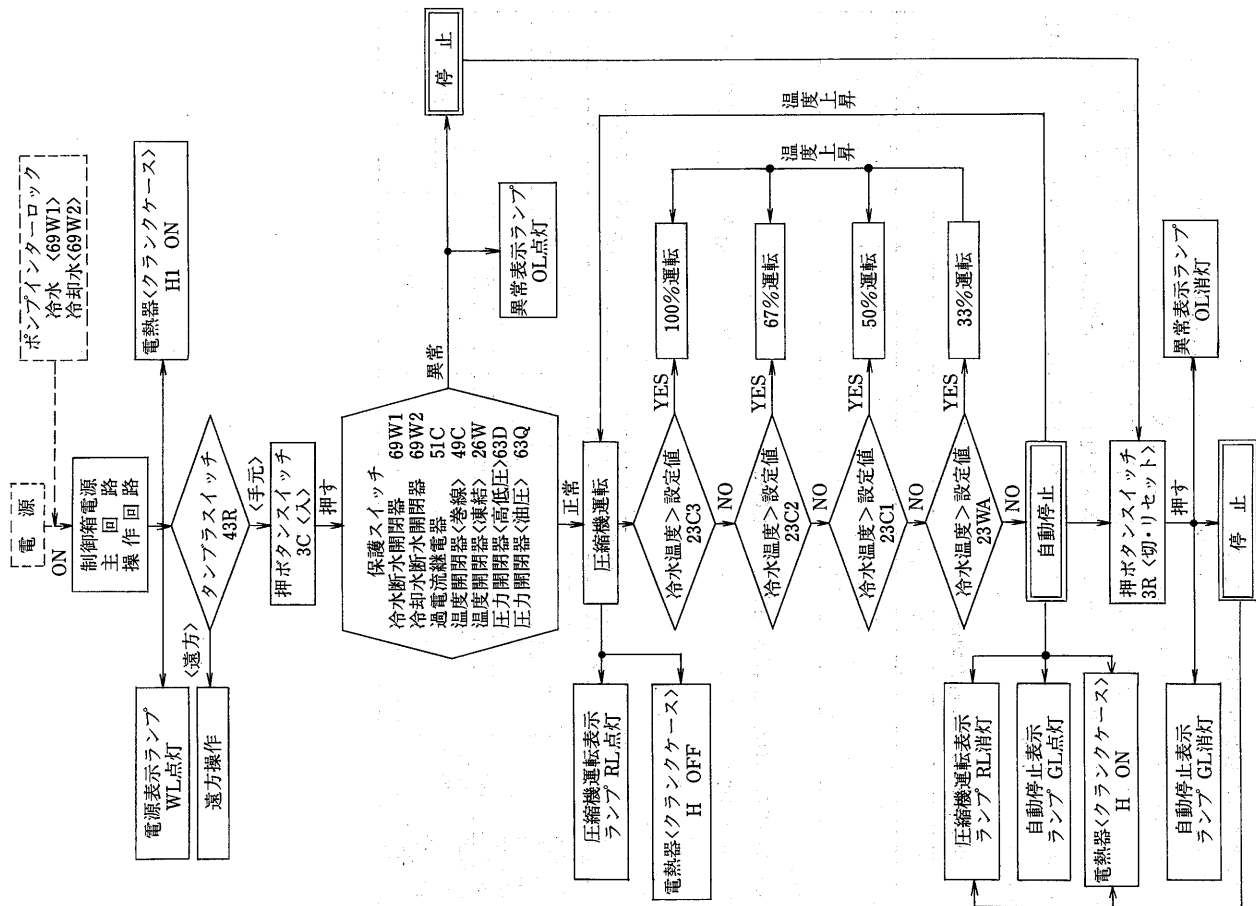 電源
ON
ポンプインターロック
冷水 <69W1>
冷却水<69W2>
制御箱電源
主回路
操作回路
電熱器<クランクケース>
H1 ON
電源表示ランプ
WL点灯
タンブラスイッチ
43R
<遠方>
遠方操作
<手元>
押ボタンスイッチ
3C<入>
押す
保護スイッチ
冷水断水開閉器 69W1
冷却水断水開閉器 69W2
過電流継電器 51C
温度開閉器<巻線> 49C
温度開閉器<凍結> 26W
圧力開閉器<高低圧>63D
圧力開閉器<油圧> 63Q
異常
停止
異常表示ランプ
OL点灯
正常
圧縮機運転
圧縮機運転表示
ランプ RL点灯
電熱器<クランクケース>
H OFF
冷水温度>設定値
23C3
YES
100%運転
NO
冷水温度>設定値
23C2
YES
67%運転
NO
冷水温度>設定値
23C1
YES
50%運転
NO
冷水温度>設定値
23WA
YES
33%運転
NO
温度上昇
温度上昇
自動停止
圧縮機運転表示
ランプ RL消灯
自動停止表示
ランプ GL点灯
電熱器<クランクケース>
H ON
押ボタンスイッチ
3R<切・リセット>
押す
異常表示ランプ
OL消灯
自動停止表示
ランプ GL消灯
停止